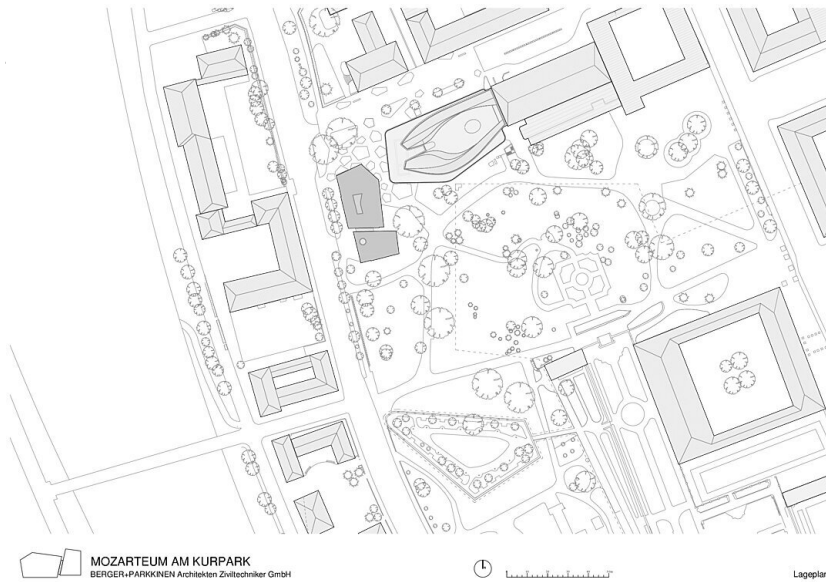 MOZARTEUM AM KURPARK
BERGER+PARKKINEN Architekten Ziviltechniker GmbH
Lageplan